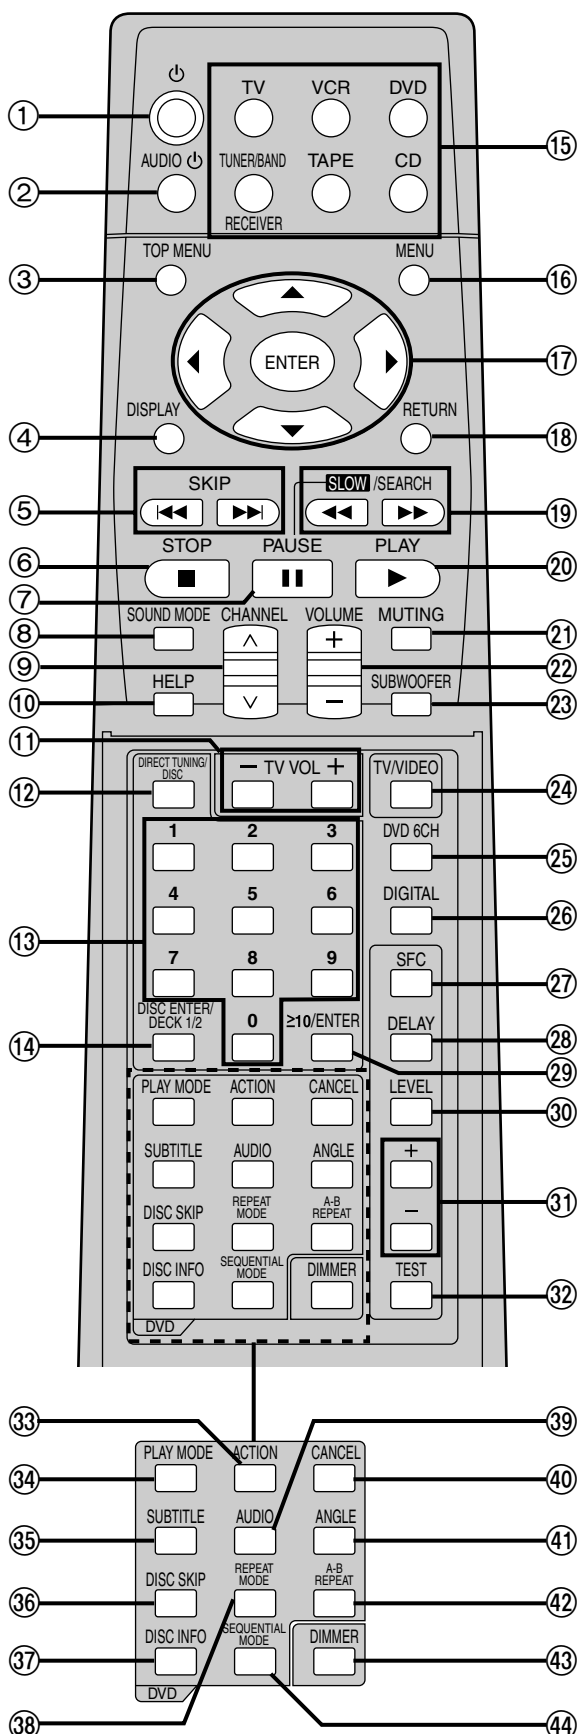 TV VCR DVD
① ⑮
AUDIO ⏻ TUNER/BAND TAPE CD
②
RECEIVER
TOP MENU MENU
③ ⑯
ENTER ⑰
DISPLAY RETURN
④ ⑱
SKIP SLOW /SEARCH
⑤ ⑲
STOP PAUSE PLAY
⑥ ⑳
⑦
SOUND MODE CHANNEL VOLUME MUTING
⑧ + ㉑
⑨ ㉒
HELP − SUBWOOFER
⑩ ㉓
⑪
DIRECT TUNING/ − TV VOL + TV/VIDEO
DISC
⑫ ㉔
1 2 3 DVD 6CH
㉕
4 5 6 DIGITAL
⑬ ㉖
7 8 9 SFC
㉗
DISC ENTER/ 0 ≥10/ENTER DELAY
DECK 1/2
⑭ ㉘
㉙
PLAY MODE ACTION CANCEL LEVEL
㉚
SUBTITLE AUDIO ANGLE +
㉛
DISC SKIP REPEAT A-B −
MODE REPEAT
DISC INFO SEQUENTIAL DIMMER TEST
MODE
㉜
DVD
㉝ ㊴
PLAY MODE ACTION CANCEL
㉞ ㊵
SUBTITLE AUDIO ANGLE
㉟ ㊶
DISC SKIP REPEAT A-B
MODE REPEAT
㊱ ㊷
DISC INFO SEQUENTIAL DIMMER
MODE
㊲ ㊸
DVD
㊳ ㊹